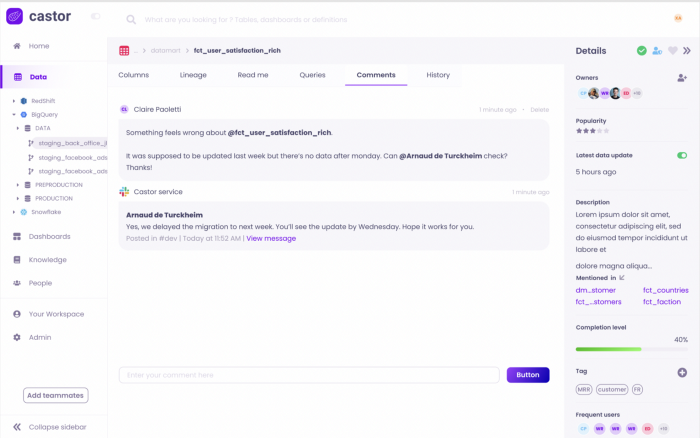 castor
What are you looking for ? Tables, dashboards or definitions
Home
Data
RedShift
BigQuery
DATA
staging_back_office_j
staging_facebook_ads
staging_facebook_ads
PREPRODUCTION
PRODUCTION
Snowflake
Dashboards
Knowledge
People
Your Workspace
Admin
Add teammates
Collapse sidebar
... > datamart > fct_user_satisfaction_rich
Columns Lineage Read me Queries Comments History
CL Claire Paoletti 1 minute ago • Delete
Something feels wrong about @fct_user_satisfaction_rich.
It was supposed to be updated last week but there's no data after monday. Can @Arnaud de Turckheim check?
Thanks!
Castor service 1 minute ago
Arnaud de Turckheim
Yes, we delayed the migration to next week. You'll see the update by Wednesday. Hope it works for you.
Posted in #dev | Today at 11:52 AM | View message
Enter your comment here
Button
Details
Owners
CP WR ED +18
Popularity
Latest data update
5 hours ago
Description
Lorem ipsum dolor sit amet,
consectetur adipiscing elit, sed
do eiusmod tempor incididunt ut
labore et
dolore magna aliqua...
Mentioned in
dm...stomer fct_countries
fct_...stomers fct_faction
Completion level
40%
Tag
MRR customer FR
Frequent users
CP WR WR WR ED +18